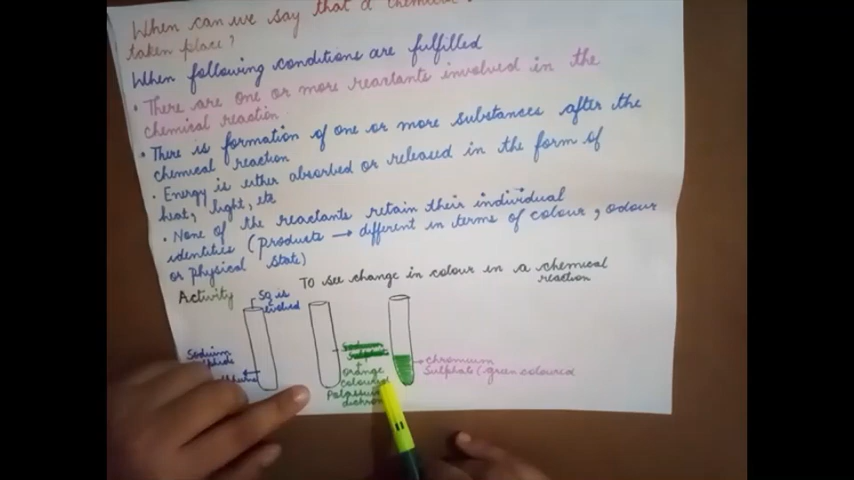 When can we say that a chemical
taken place?
When following conditions are fulfilled
• There are one or more reactants involved in the
chemical reaction
• There is formation of one or more substances after the
chemical reaction
• Energy is either absorbed or released in the form of
heat, light, etc
• None of the reactants retain their individual
identities (Products → different in terms of colour, odour
or physical state)
Activity
To see change in colour in a chemical
reaction
is
evolved
Sodium
orange
coloured
chromium
Sulphate (green coloured